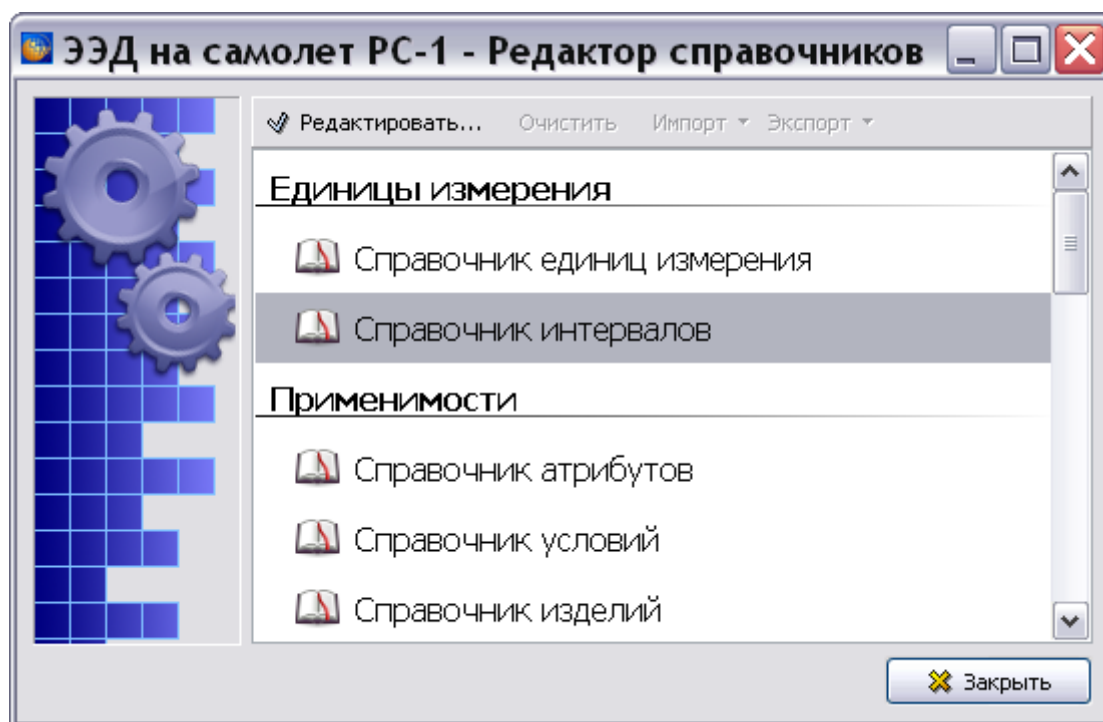 ЭЭД на самолет РС-1 - Редактор справочников
Редактировать... Очистить Импорт Экспорт
Единицы измерения
Справочник единиц измерения
Справочник интервалов
Применимости
Справочник атрибутов
Справочник условий
Справочник изделий
Закрыть